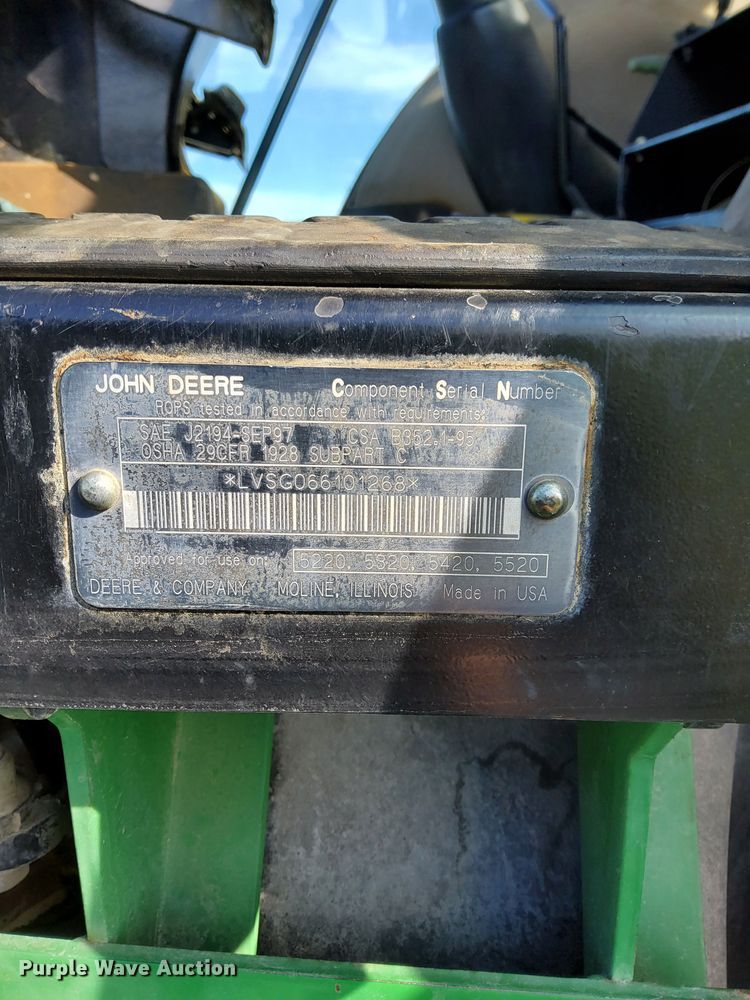 JOHN DEERE Component Serial Number
ROPS tested in accordance with requirements:
SAE J2194-SEP97 CSA B352.1-95
OSHA 29CFR 1928 SUBPART C
*LVSG066101268*
Approved for use on: 5220, 5320, 5420, 5520
DEERE & COMPANY MOLINE, ILLINOIS Made in USA
Purple Wave Auction